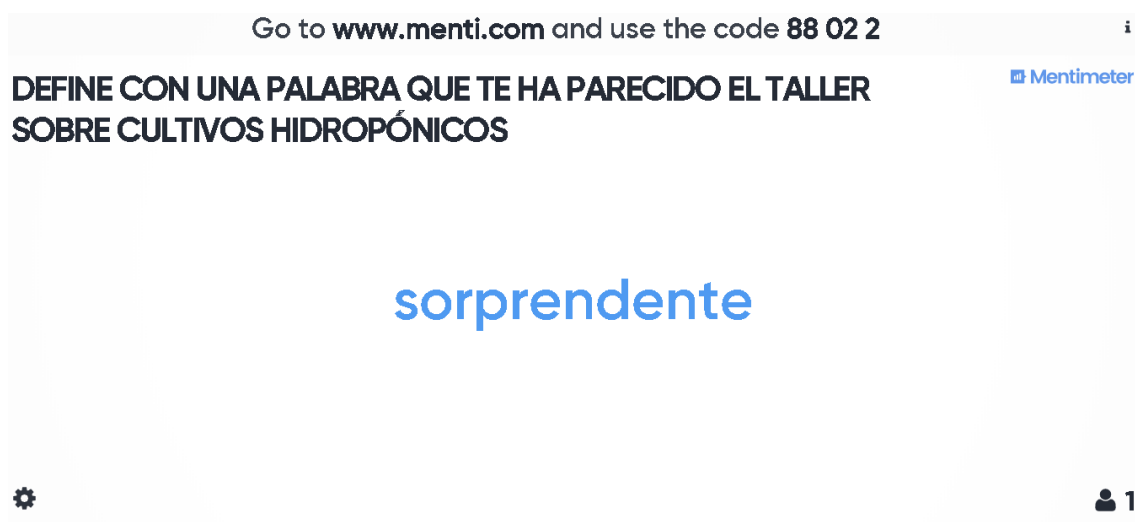 Go to www.menti.com and use the code 88 02 2
i
Mentimeter
DEFINE CON UNA PALABRA QUE TE HA PARECIDO EL TALLER
SOBRE CULTIVOS HIDROPÓNICOS
sorprendente
1